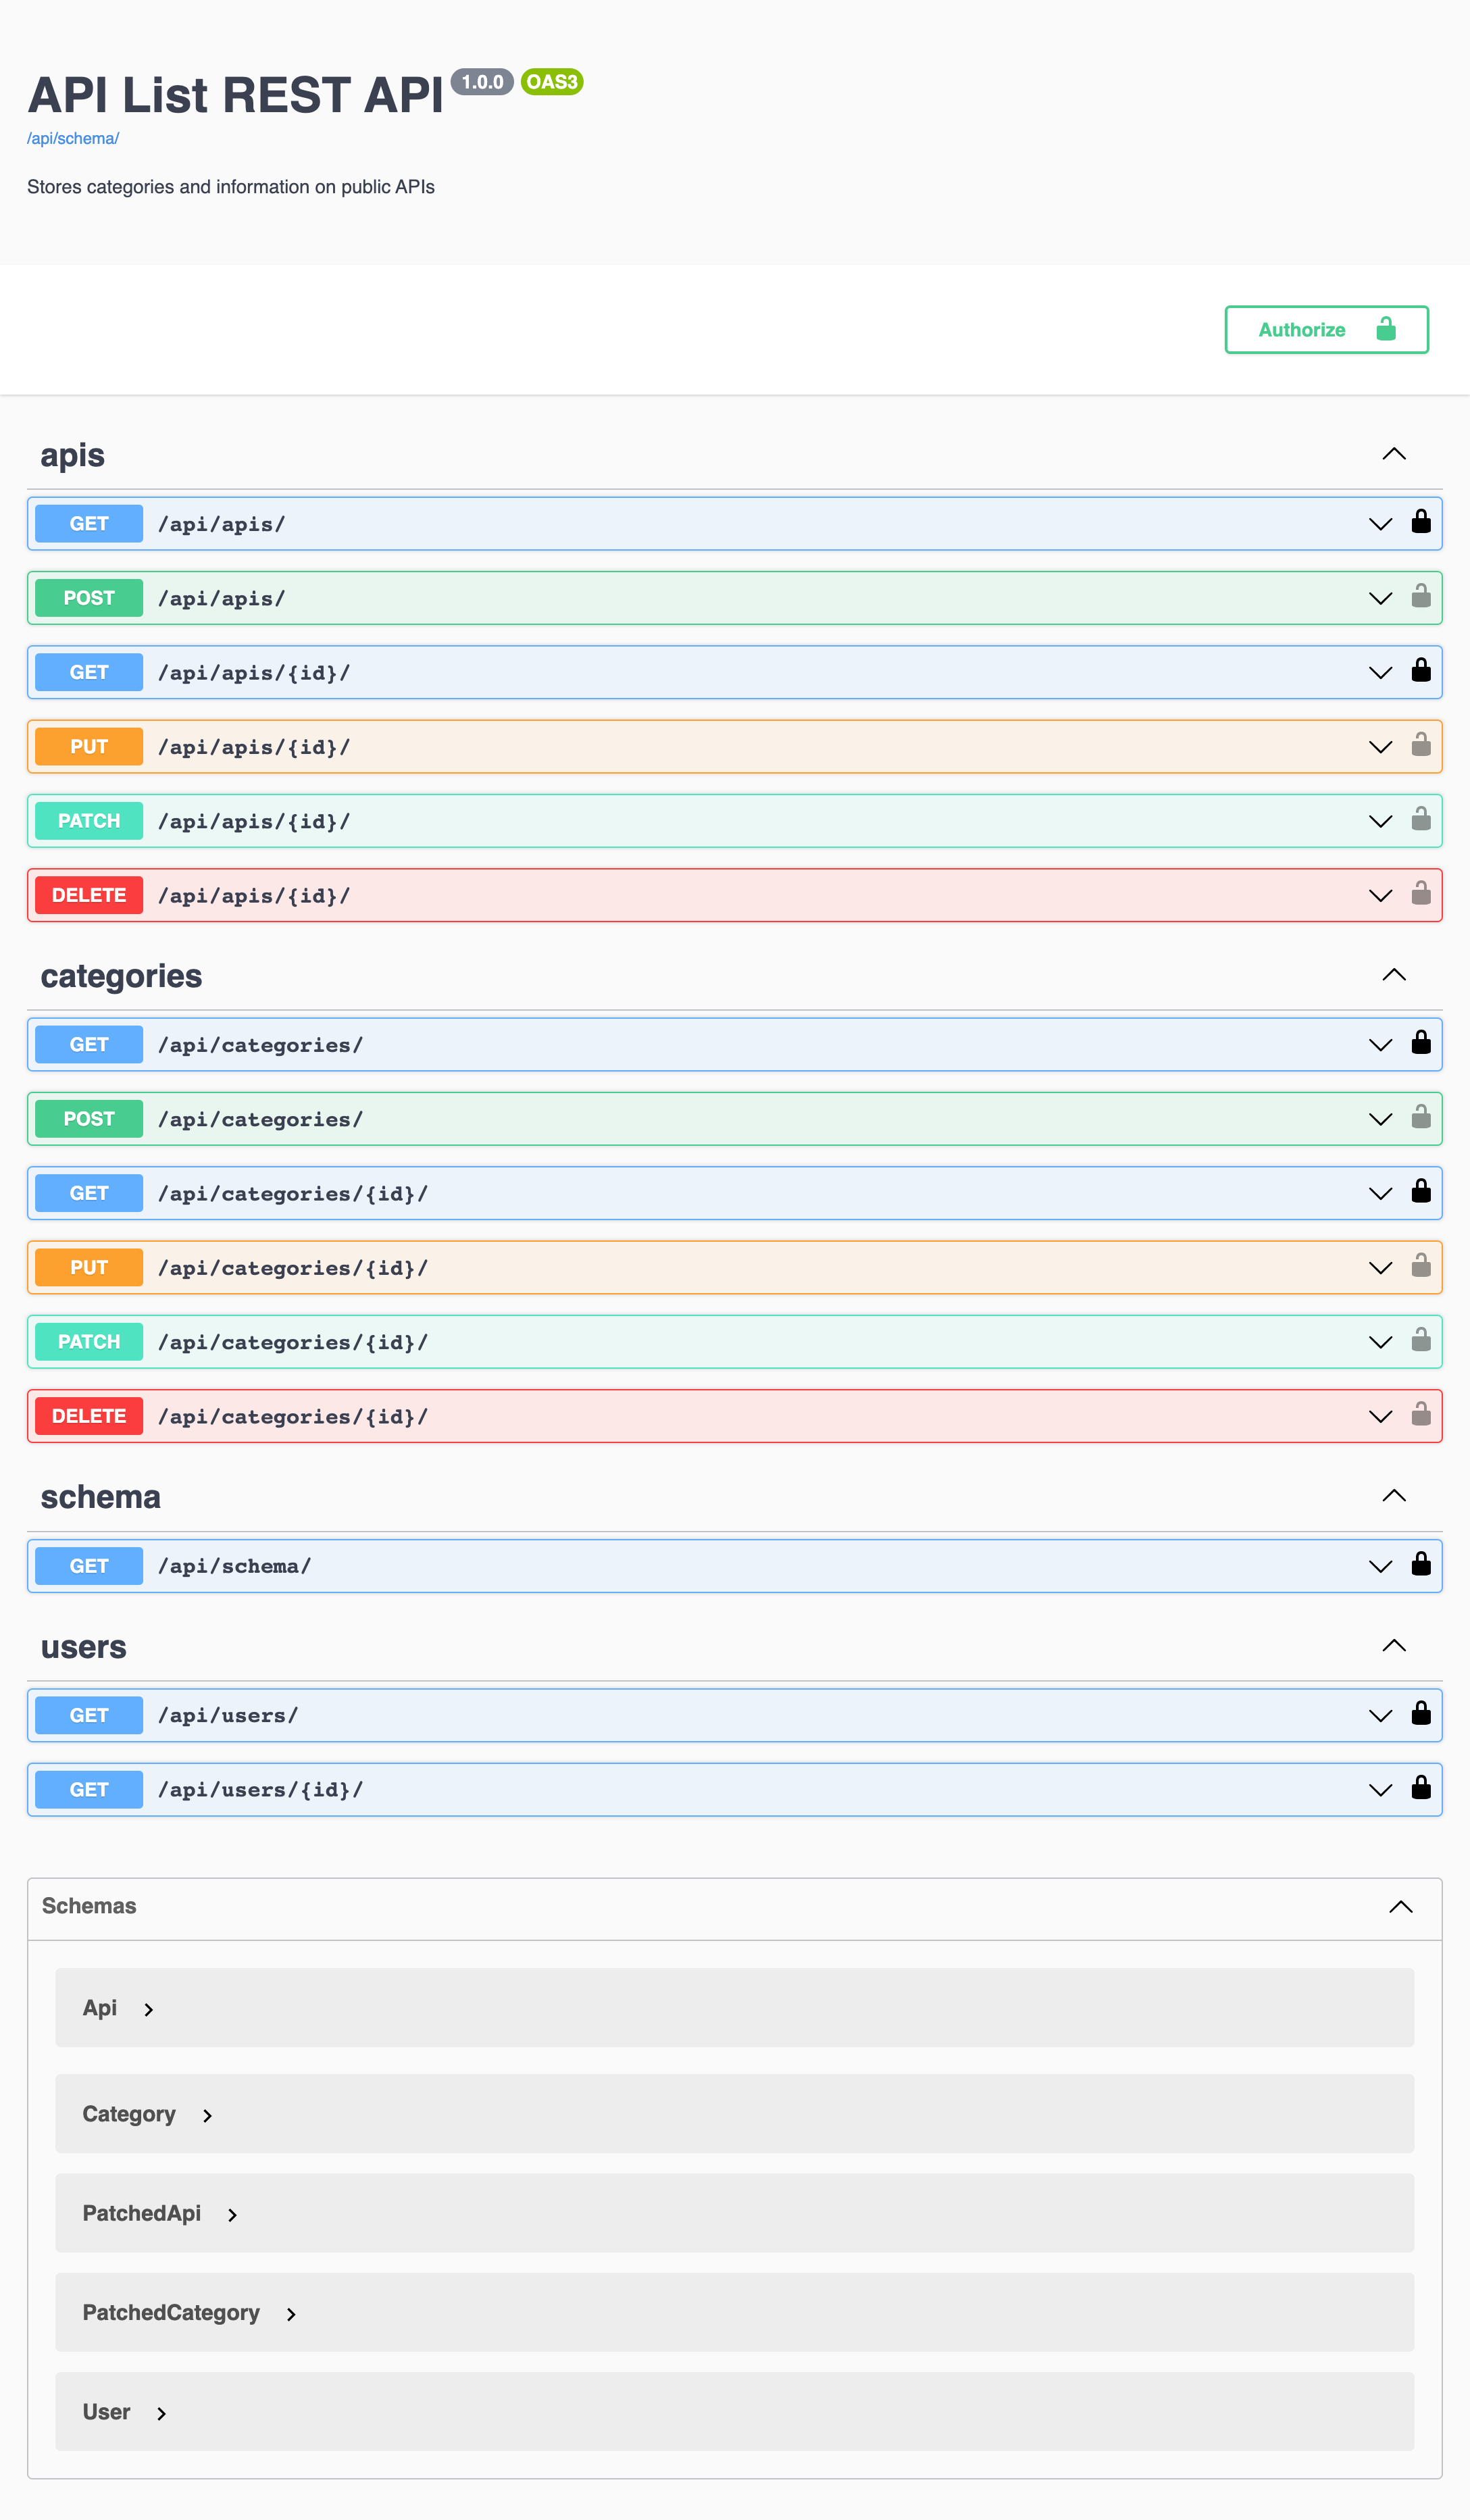 API List REST API 1.0.0 OAS3
/api/schema/
Stores categories and information on public APIs
Authorize
apis
GET /api/apis/
POST /api/apis/
GET /api/apis/{id}/
PUT /api/apis/{id}/
PATCH /api/apis/{id}/
DELETE /api/apis/{id}/
categories
GET /api/categories/
POST /api/categories/
GET /api/categories/{id}/
PUT /api/categories/{id}/
PATCH /api/categories/{id}/
DELETE /api/categories/{id}/
schema
GET /api/schema/
users
GET /api/users/
GET /api/users/{id}/
Schemas
Api
Category
PatchedApi
PatchedCategory
User